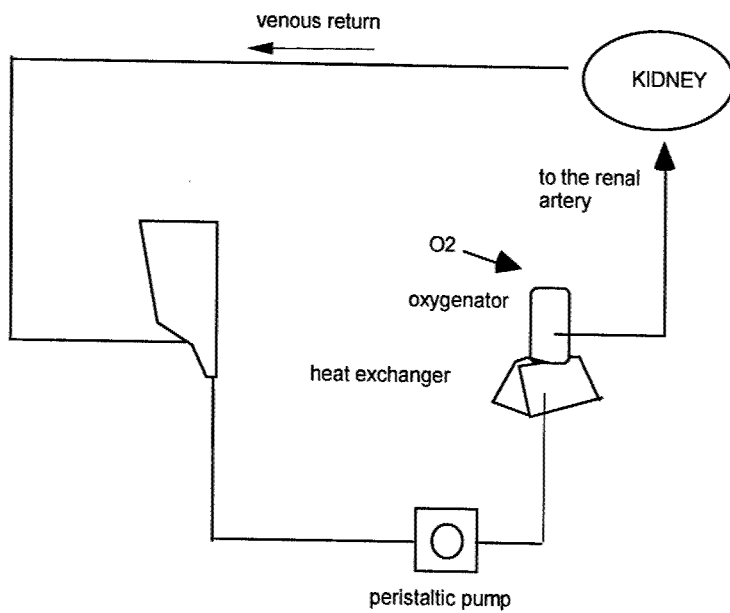 venous return
KIDNEY
to the renal
artery
O2
oxygenator
heat exchanger
peristaltic pump